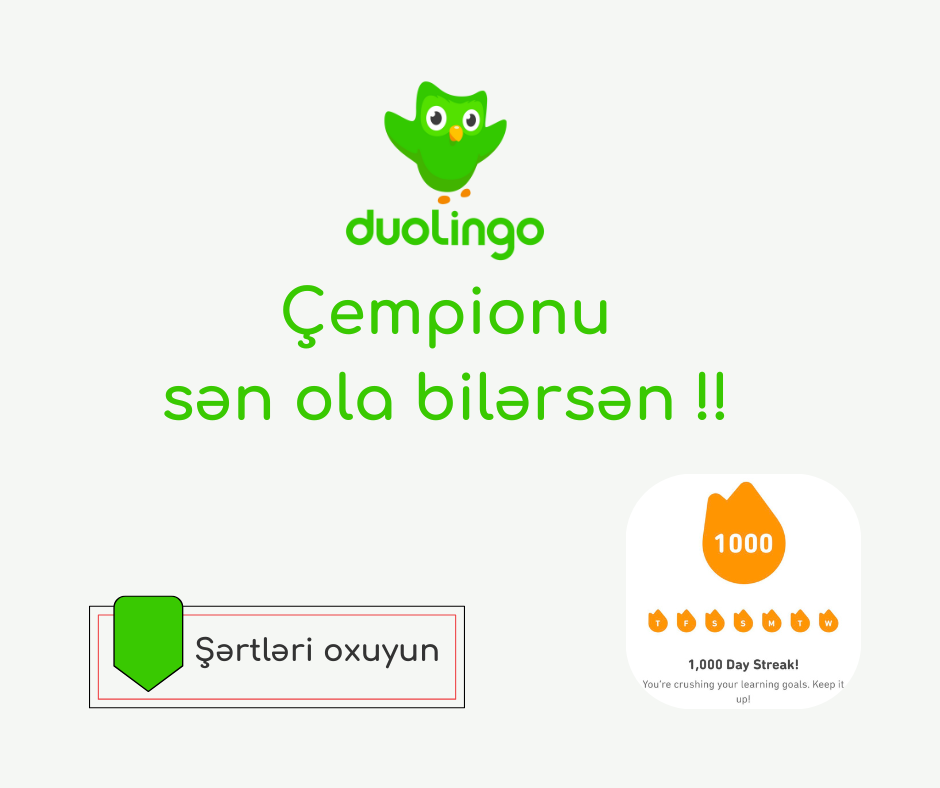 duolingo
Çempionu
sən ola bilərsən !!
1000
T F S S M T W
1,000 Day Streak!
You're crushing your learning goals. Keep it
up!
Şərtləri oxuyun